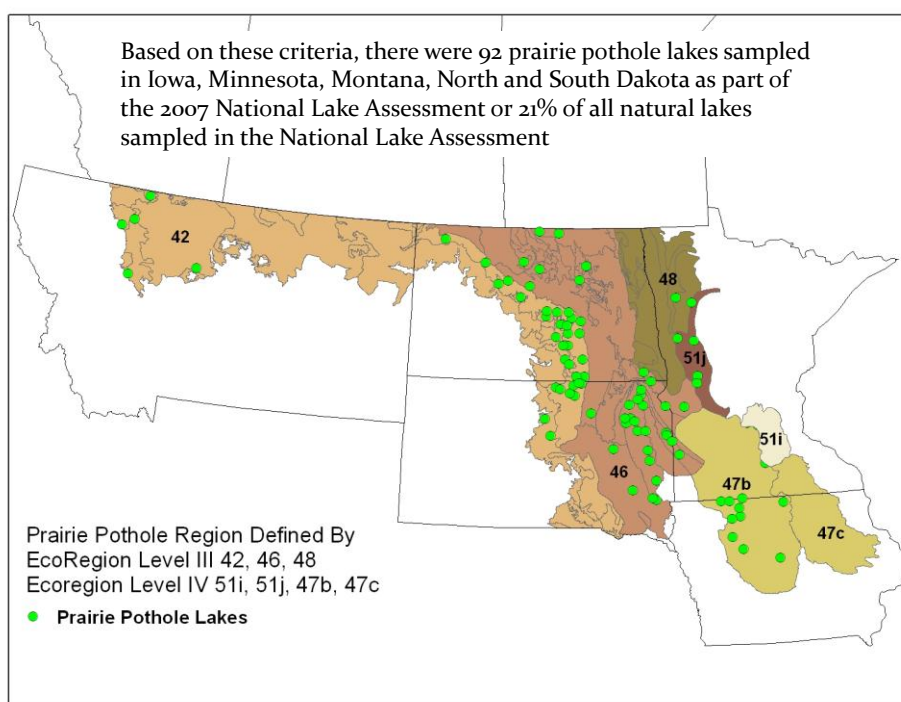 Based on these criteria, there were 92 prairie pothole lakes sampled
in Iowa, Minnesota, Montana, North and South Dakota as part of
the 2007 National Lake Assessment or 21% of all natural lakes
sampled in the National Lake Assessment
42
48
51j
51i
46
47b
47c
Prairie Pothole Region Defined By
EcoRegion Level III 42, 46, 48
Ecoregion Level IV 51i, 51j, 47b, 47c
Prairie Pothole Lakes